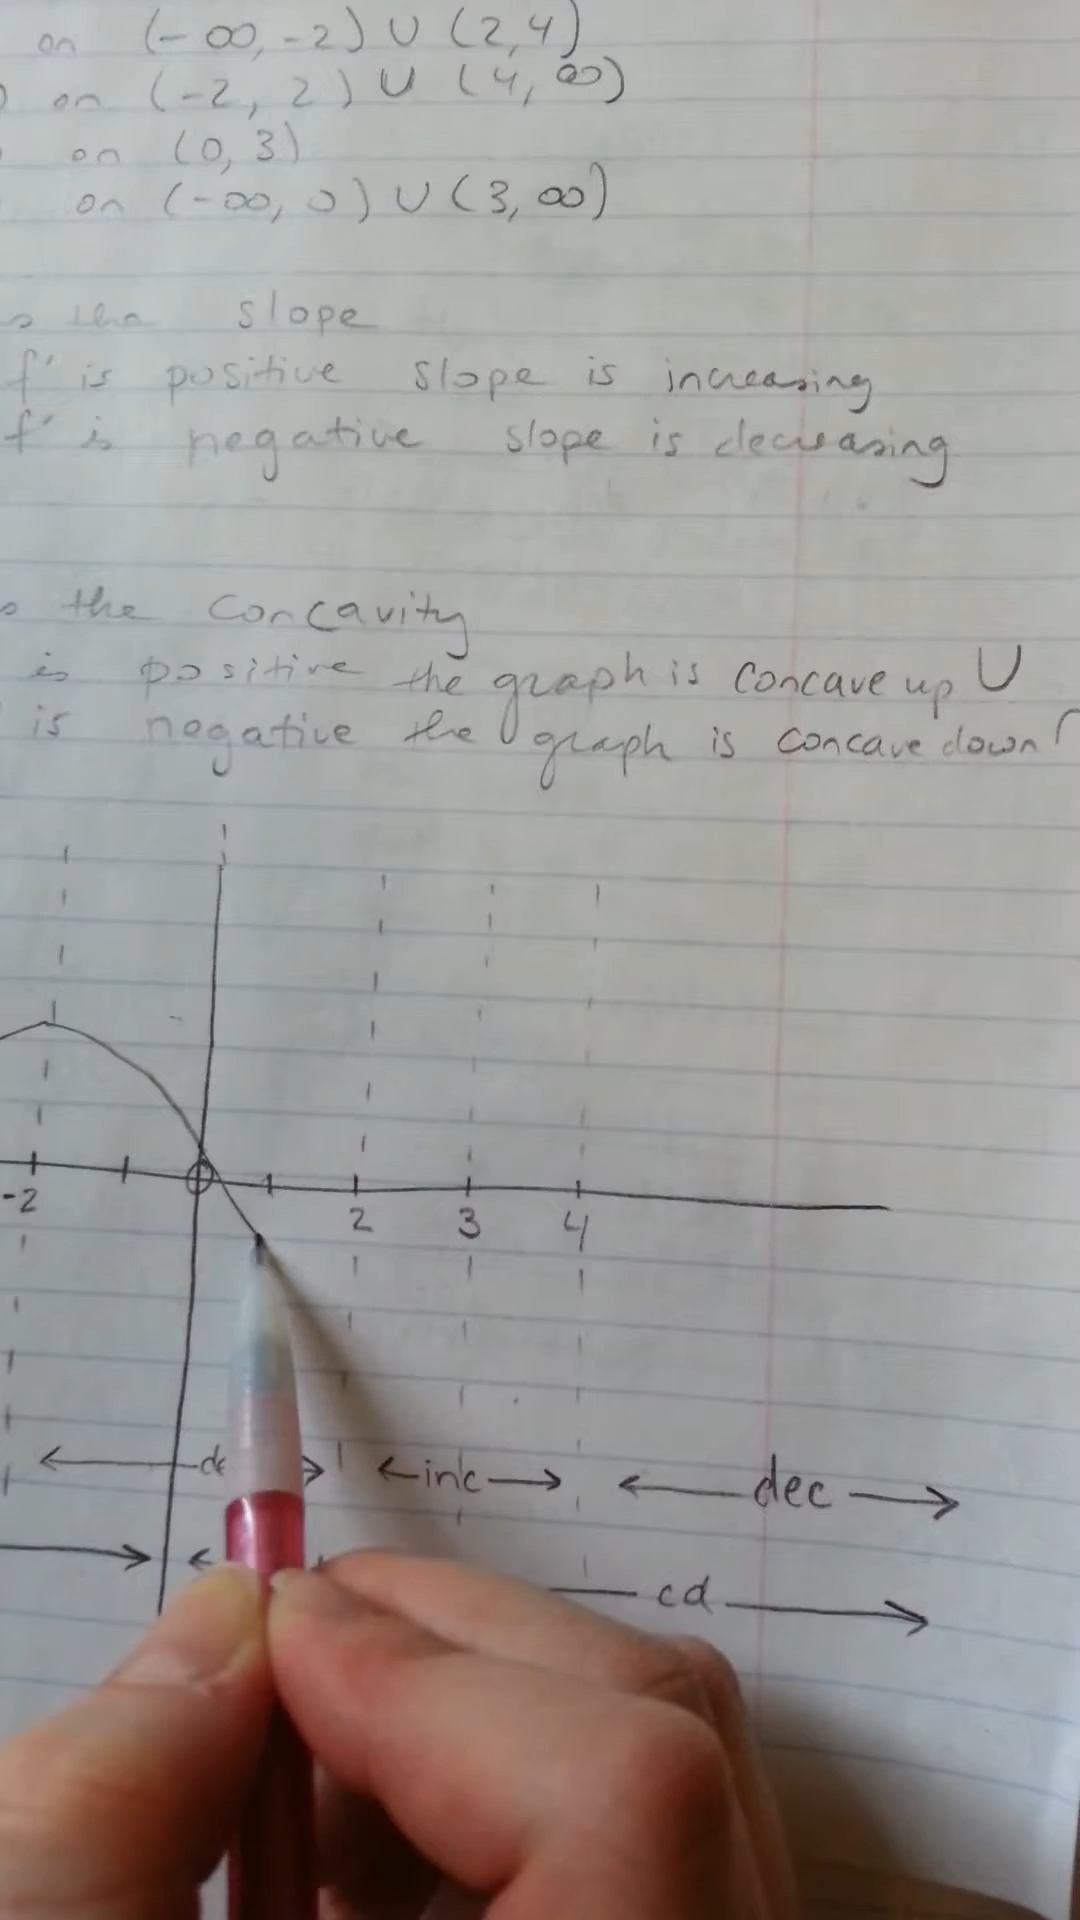 on (-∞, -2) ∪ (2,4)
) on (-2, 2) ∪ (4, ∞)
on (0, 3)
on (-∞, 0) ∪ (3, ∞)
the slope
f' is positive slope is increasing
f' is negative slope is decreasing
the concavity
is positive the graph is concave up ∪
is negative the graph is concave down
-2 2 3 4
inc dec
cd